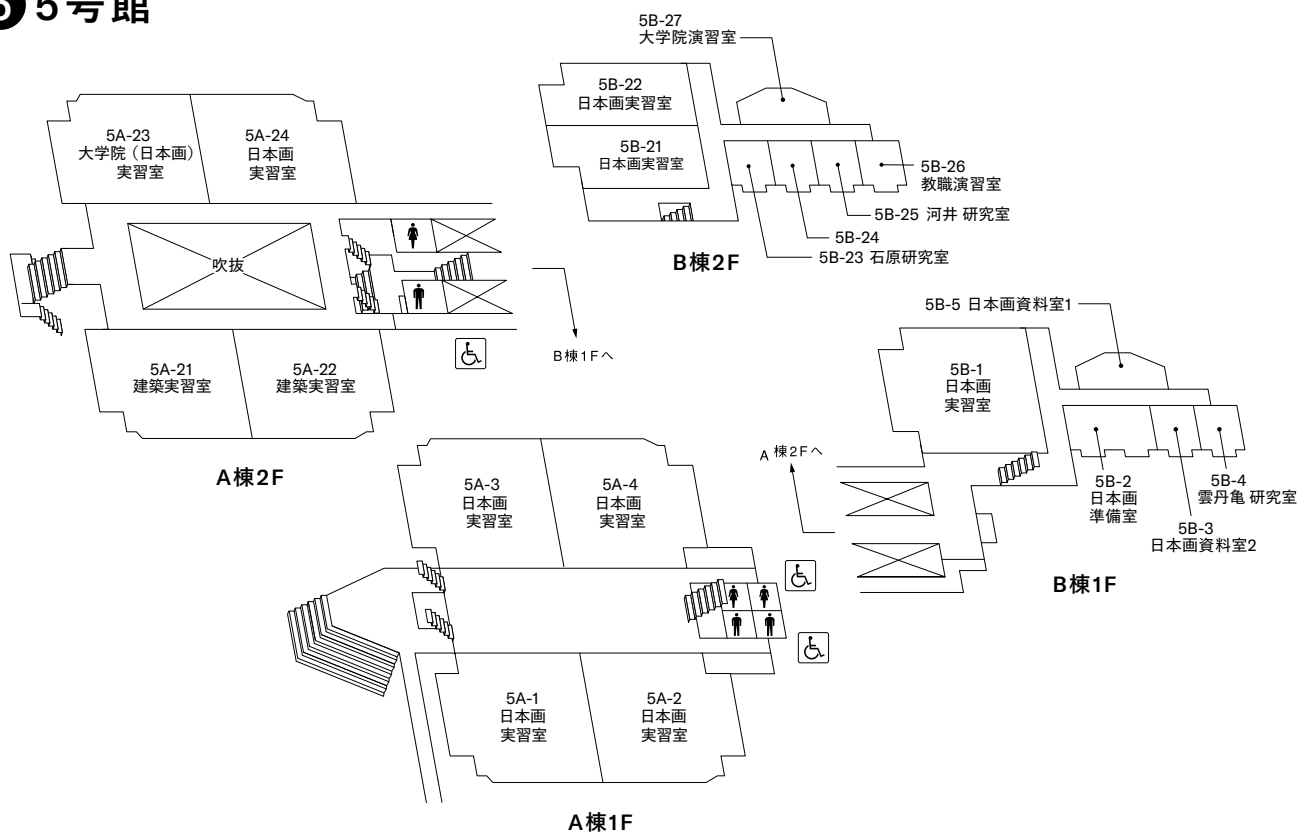 5号館
5A-23
大学院（日本画）
実習室
5A-24
日本画
実習室
吹抜
5A-21
建築実習室
5A-22
建築実習室
B棟1Fへ
A棟2F
5B-27
大学院演習室
5B-22
日本画実習室
5B-21
日本画実習室
5B-26
教職演習室
5B-25 河井 研究室
5B-24
5B-23 石原研究室
B棟2F
5A-3
日本画
実習室
5A-4
日本画
実習室
5A-1
日本画
実習室
5A-2
日本画
実習室
A棟1F
5B-5 日本画資料室1
5B-1
日本画
実習室
A 棟2Fへ
5B-2
日本画
準備室
5B-3
日本画資料室2
5B-4
雲丹亀 研究室
B棟1F